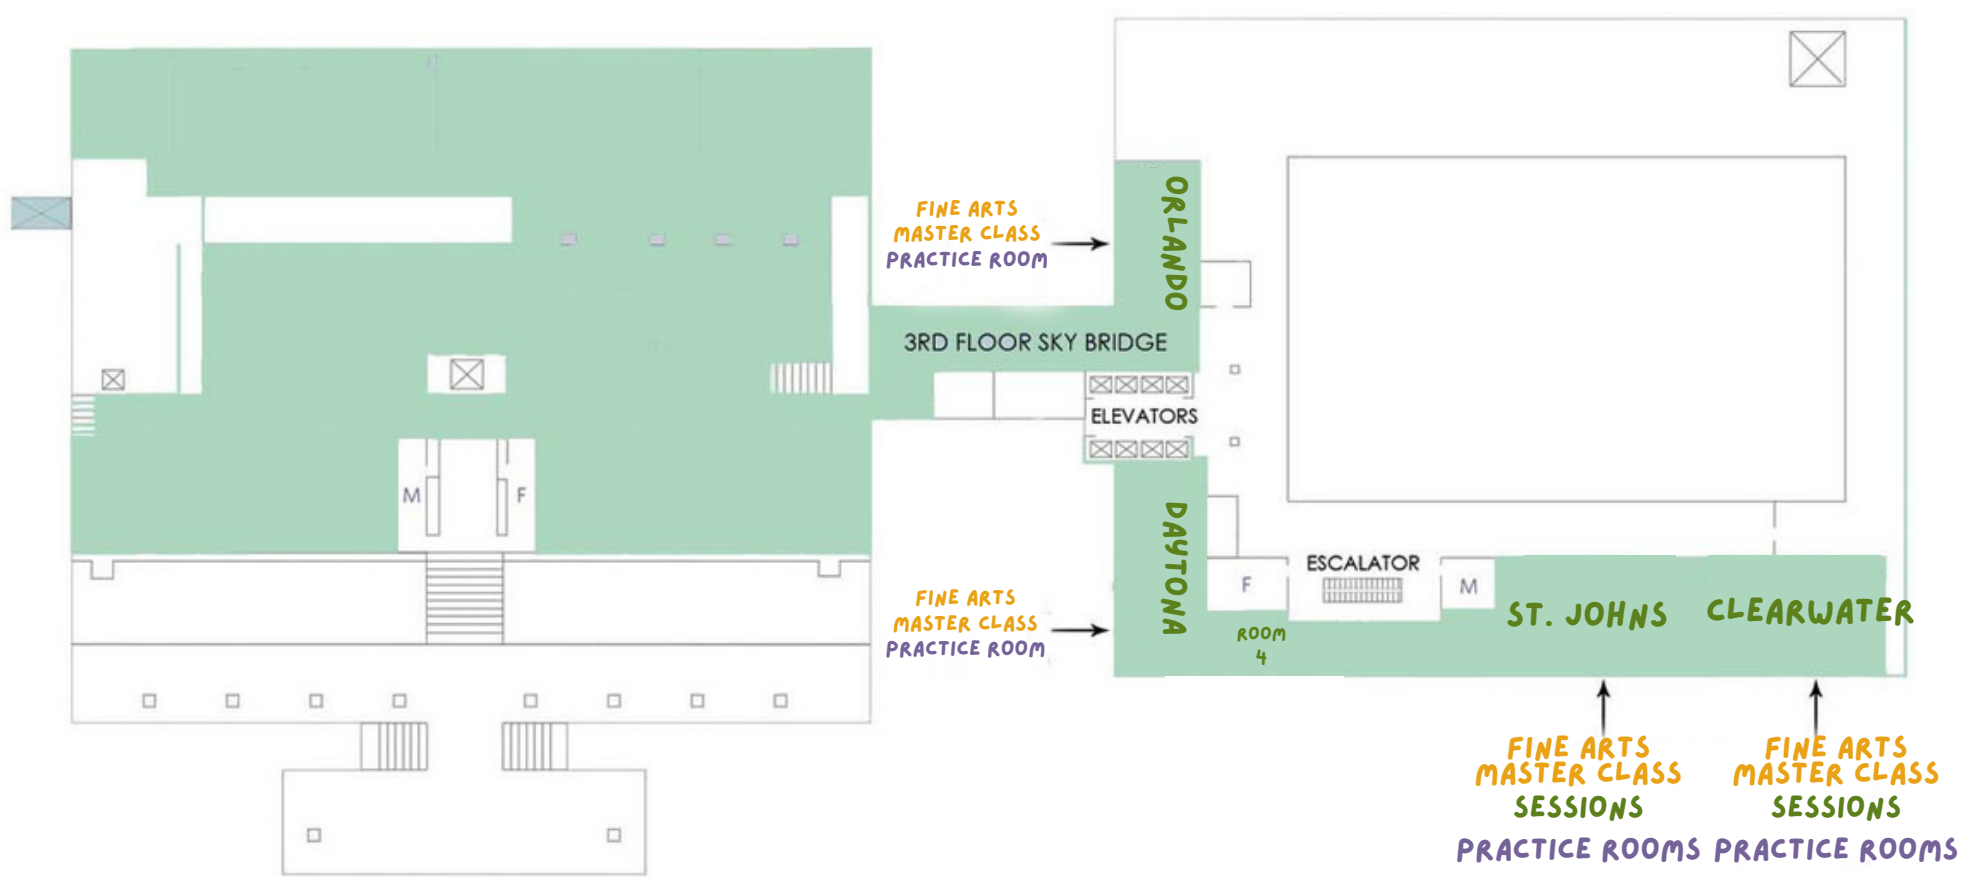 ORLANDO
FINE ARTS
MASTER CLASS
PRACTICE ROOM
3RD FLOOR SKY BRIDGE
ELEVATORS
M
F
DAYTONA
ESCALATOR
F
M
FINE ARTS
MASTER CLASS
PRACTICE ROOM
ROOM
4
ST. JOHNS
CLEARWATER
FINE ARTS
MASTER CLASS
SESSIONS
PRACTICE ROOMS
FINE ARTS
MASTER CLASS
SESSIONS
PRACTICE ROOMS